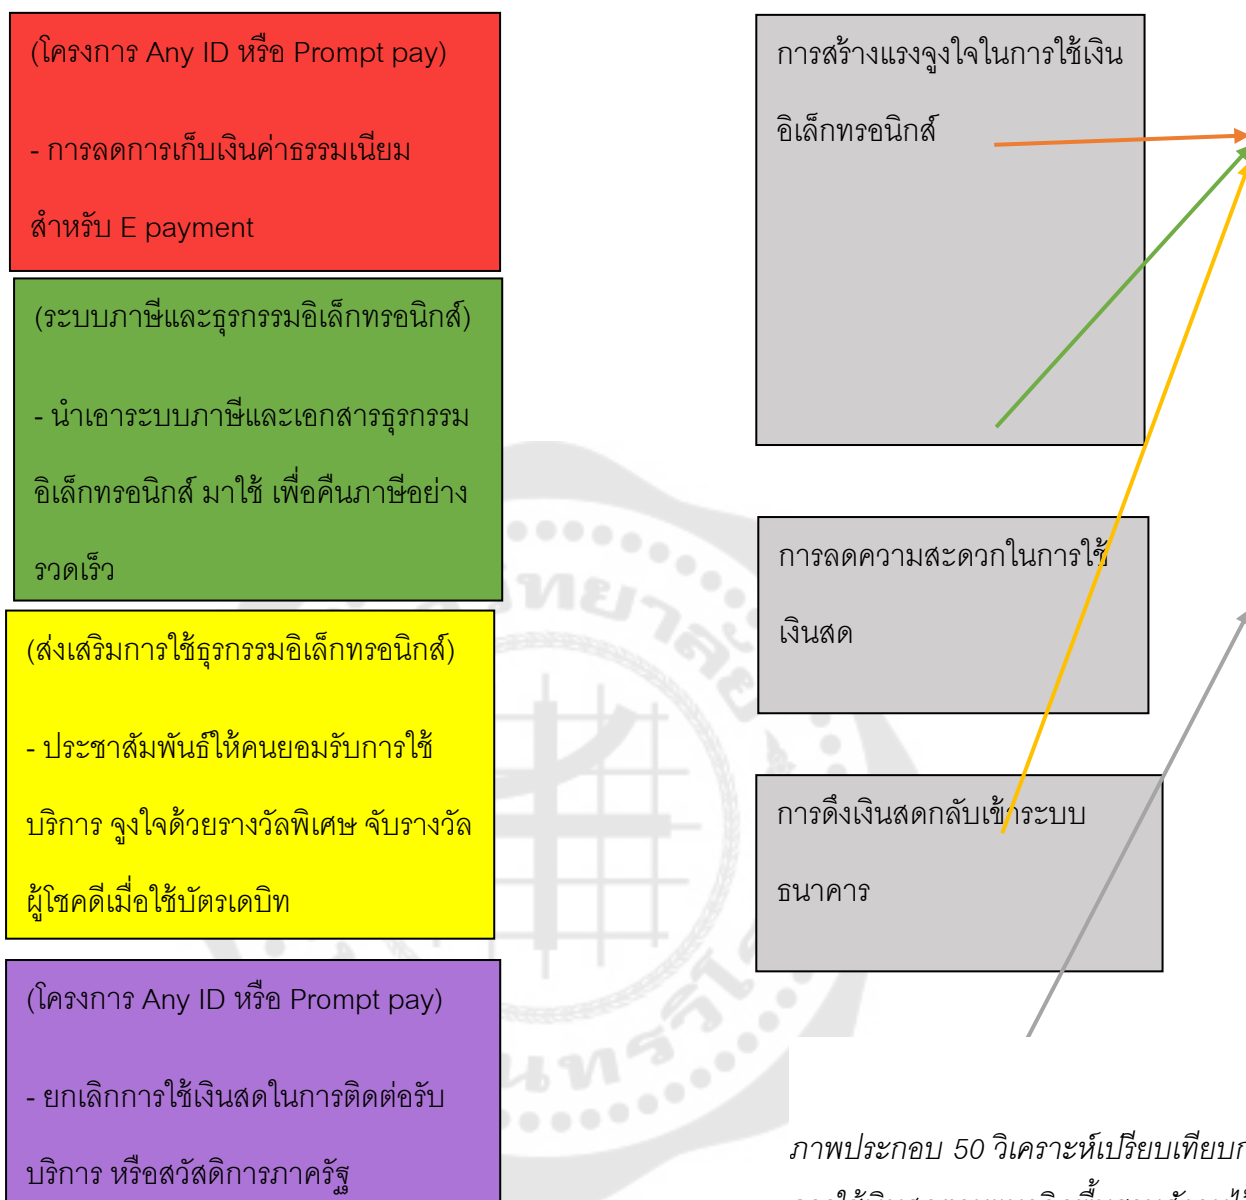 (โครงการ Any ID หรือ Prompt pay)
- การลดการเก็บเงินค่าธรรมเนียม
สำหรับ E payment
(ระบบภาษีและธุรกรรมอิเล็กทรอนิกส์)
- นำเอาระบบภาษีและเอกสารธุรกรรม
อิเล็กทรอนิกส์ มาใช้ เพื่อคืนภาษีอย่าง
รวดเร็ว
(ส่งเสริมการใช้ธุรกรรมอิเล็กทรอนิกส์)
- ประชาสัมพันธ์ให้คนยอมรับการใช้
บริการ จูงใจด้วยรางวัลพิเศษ จับรางวัล
ผู้โชคดีเมื่อใช้บัตรเดบิท
(โครงการ Any ID หรือ Prompt pay)
- ยกเลิกการใช้เงินสดในการติดต่อรับ
บริการ หรือสวัสดิการภาครัฐ
การสร้างแรงจูงใจในการใช้เงิน
อิเล็กทรอนิกส์
การลดความสะดวกในการใช้
เงินสด
การดึงเงินสดกลับเข้าระบบ
ธนาคาร
ภาพประกอบ 50 วิเคราะห์เปรียบเทียบ